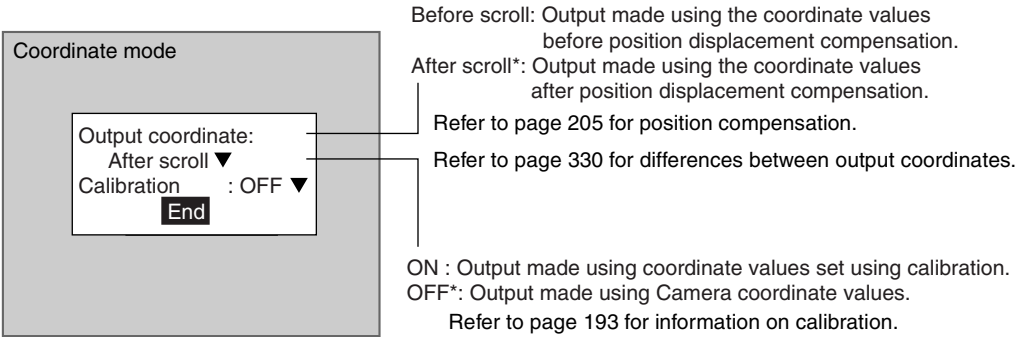 Coordinate mode
Output coordinate:
After scroll ▼
Calibration : OFF ▼
End
Before scroll: Output made using the coordinate values
before position displacement compensation.
After scroll*: Output made using the coordinate values
after position displacement compensation.
Refer to page 205 for position compensation.
Refer to page 330 for differences between output coordinates.
ON : Output made using coordinate values set using calibration.
OFF*: Output made using Camera coordinate values.
Refer to page 193 for information on calibration.